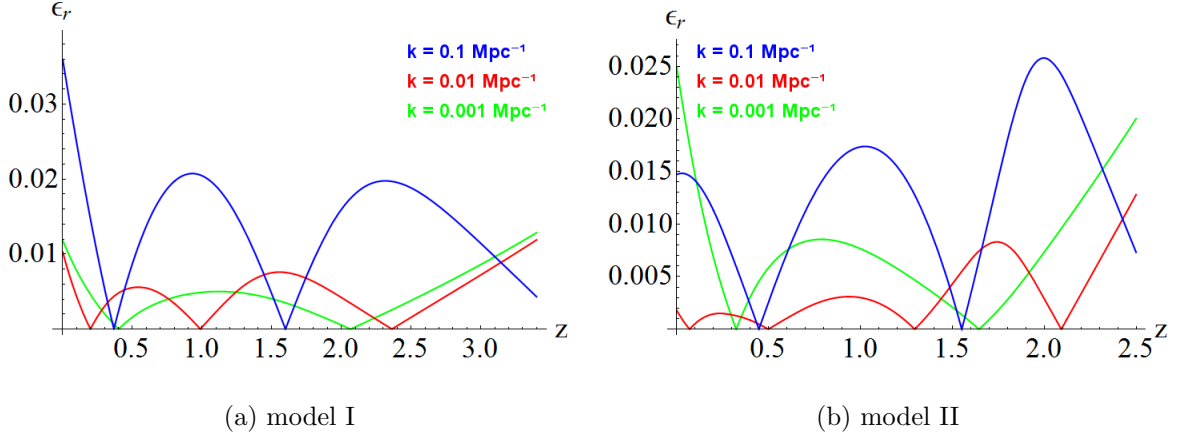 ϵr
k = 0.1 Mpc⁻¹
k = 0.01 Mpc⁻¹
k = 0.001 Mpc⁻¹
0.03
0.02
0.01
0.5 1.0 1.5 2.0 2.5 3.0 z
(a) model I
ϵr
k = 0.1 Mpc⁻¹
k = 0.01 Mpc⁻¹
k = 0.001 Mpc⁻¹
0.025
0.020
0.015
0.010
0.005
0.5 1.0 1.5 2.0 2.5 z
(b) model II